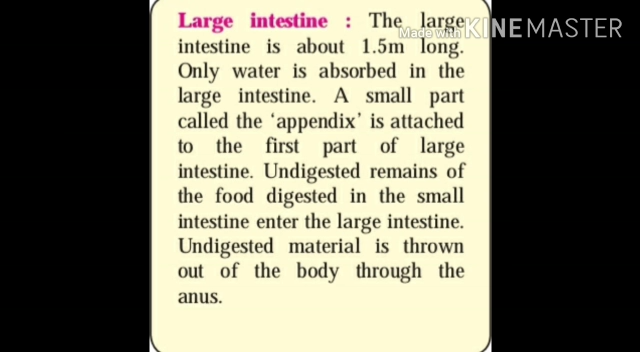 Large intestine : The large
Made with KINEMASTER
intestine is about 1.5m long.
Only water is absorbed in the
large intestine. A small part
called the ‘appendix’ is attached
to the first part of large
intestine. Undigested remains of
the food digested in the small
intestine enter the large intestine.
Undigested material is thrown
out of the body through the
anus.